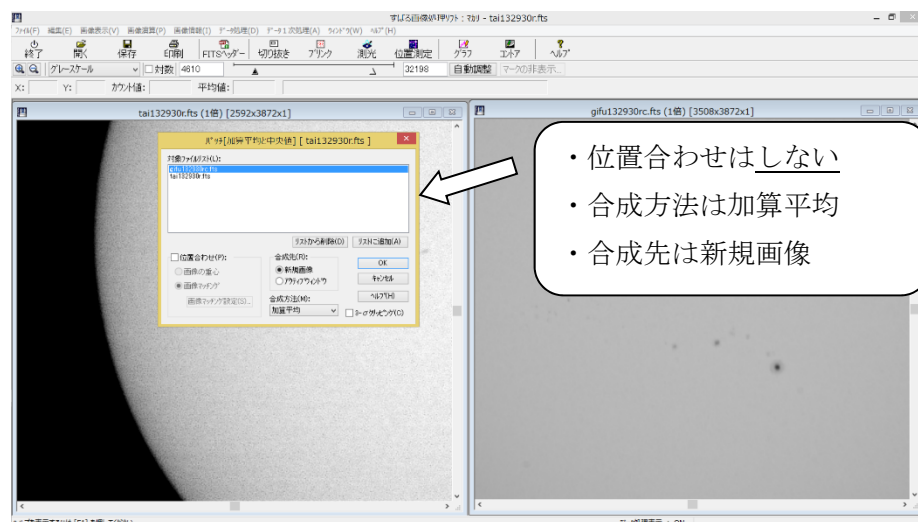 すばる画像処理ソフト：マカリ - tai132930r.fts
ファイル(F) 編集(E) 画像表示(V) 画像演算(P) 画像情報(I) データ処理(D) データ1次処理(A) ウィンドウ(W) ヘルプ(H)
終了 開く 保存 印刷 FITSヘッダー 切り抜き ブリンク 測光 位置測定 グラフ コントア ヘルプ
グレースケール 対数 4610 32198 自動調整 マークの非表示...
X: Y: カウント値: 平均値:
tai132930r.fts (1倍) [2592x3872x1]
gifu132930rc.fts (1倍) [3508x3872x1]
バッチ[加算平均と中央値] [ tai132930r.fts ]
対象ファイルリスト(L):
gifu132930rc.fts
tai132930r.fts
リストから削除(D) リストに追加(A)
位置合わせ(P):
画像の重心
画像マッチング
画像マッチング設定(S)...
合成先(R):
新規画像
アクティブウィンドウ
合成方法(M):
加算平均
OK
キャンセル
ヘルプ(H)
3-σクリッピング(C)
・位置合わせはしない
・合成方法は加算平均
・合成先は新規画像